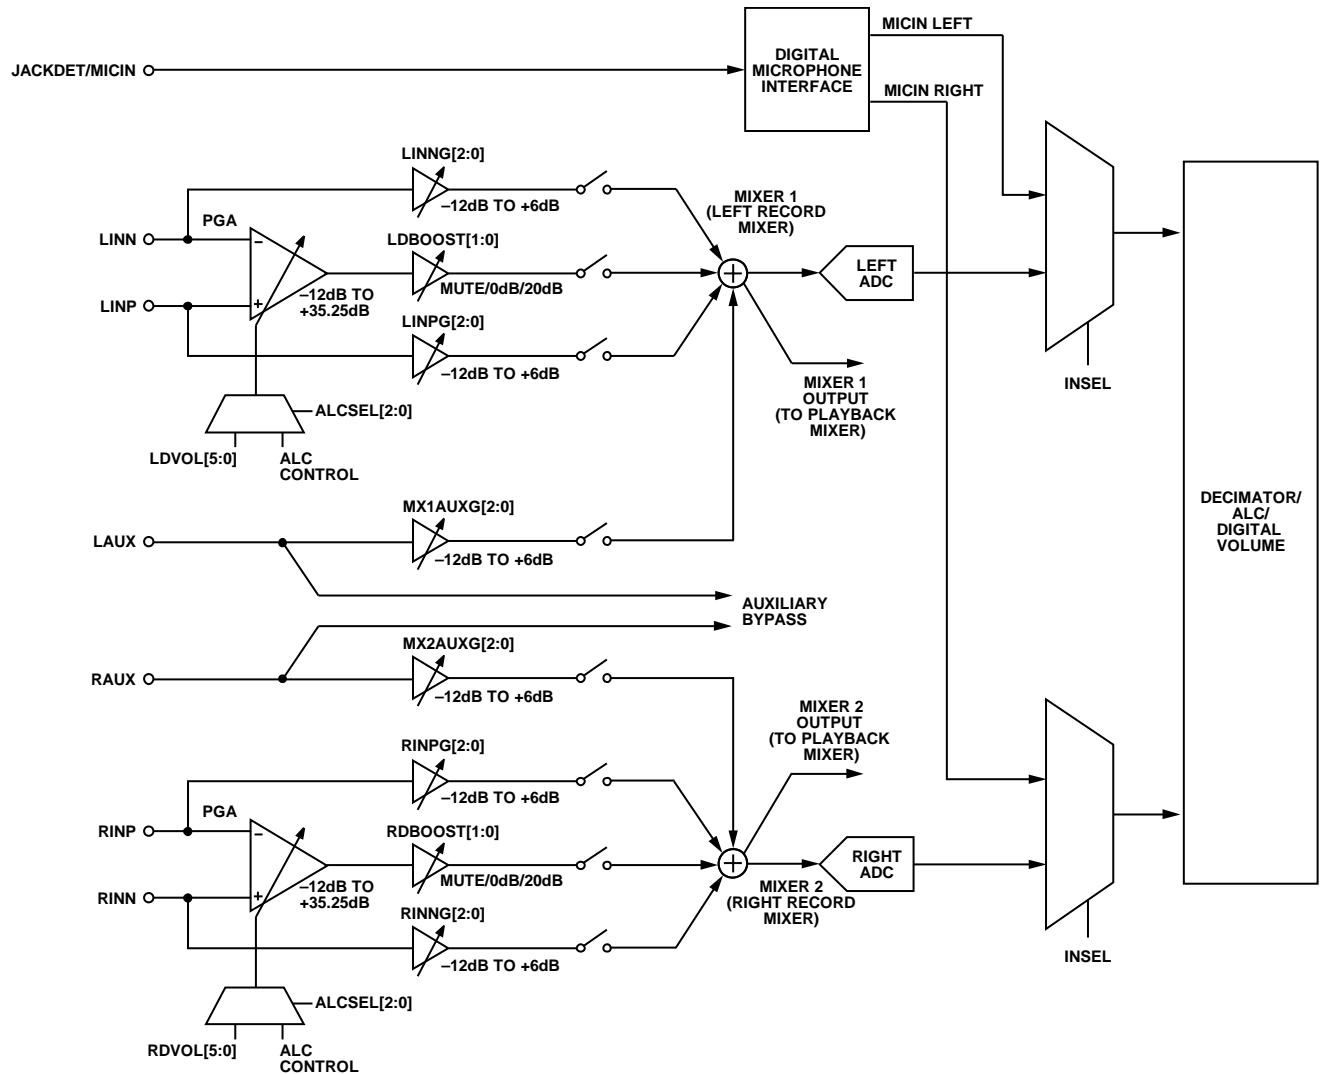 MICIN LEFT
JACKDET/MICIN
DIGITAL
MICROPHONE
INTERFACE
MICIN RIGHT
LINNG[2:0]
–12dB TO +6dB
PGA
LINN
–
LDBOOST[1:0]
MUTE/0dB/20dB
LINP
+
–12dB TO
+35.25dB
LINPG[2:0]
–12dB TO +6dB
MIXER 1
(LEFT RECORD
MIXER)
+
LEFT
ADC
MIXER 1
OUTPUT
(TO PLAYBACK
MIXER)
INSEL
ALCSEL[2:0]
LDVOL[5:0]
ALC
CONTROL
MX1AUXG[2:0]
LAUX
–12dB TO +6dB
DECIMATOR/
ALC/
DIGITAL
VOLUME
AUXILIARY
BYPASS
MX2AUXG[2:0]
RAUX
–12dB TO +6dB
MIXER 2
OUTPUT
(TO PLAYBACK
MIXER)
RINPG[2:0]
–12dB TO +6dB
PGA
RINP
–
RDBOOST[1:0]
MUTE/0dB/20dB
RINN
+
–12dB TO
+35.25dB
RINNG[2:0]
–12dB TO +6dB
+
MIXER 2
(RIGHT RECORD
MIXER)
RIGHT
ADC
INSEL
ALCSEL[2:0]
RDVOL[5:0]
ALC
CONTROL